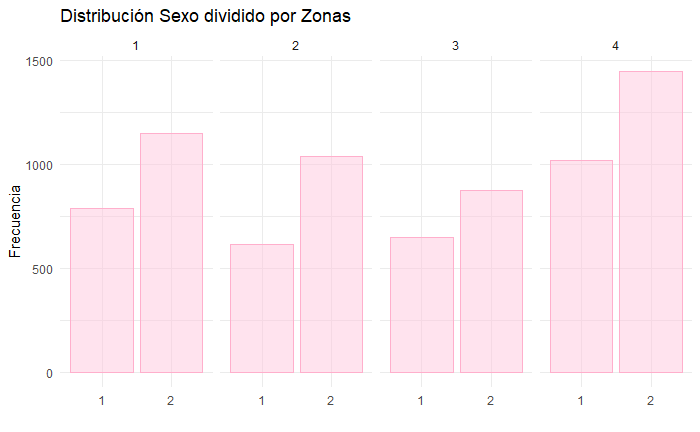 Distribución Sexo dividido por Zonas
1 2 3 4
1500
1000
500
0
Frecuencia
1 2 1 2 1 2 1 2